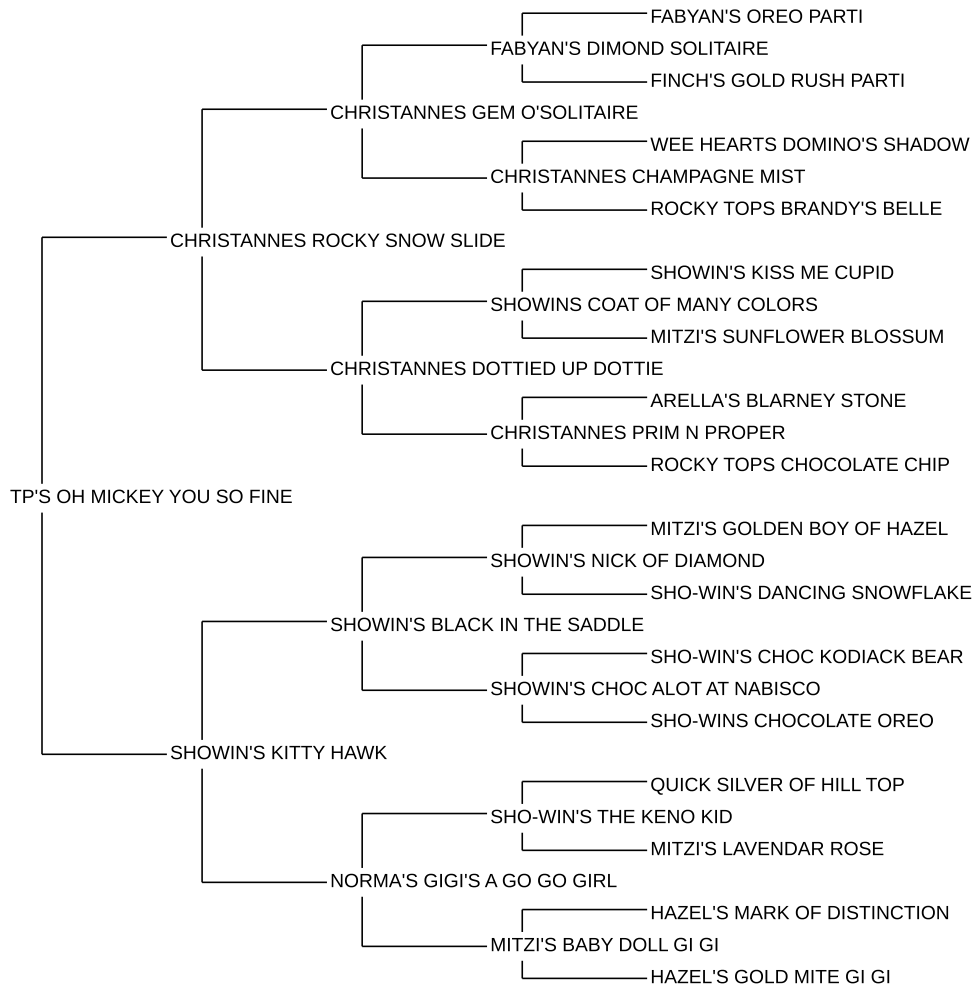 FABYAN'S OREO PARTI
FABYAN'S DIMOND SOLITAIRE
FINCH'S GOLD RUSH PARTI
CHRISTANNES GEM O'SOLITAIRE
WEE HEARTS DOMINO'S SHADOW
CHRISTANNES CHAMPAGNE MIST
ROCKY TOPS BRANDY'S BELLE
CHRISTANNES ROCKY SNOW SLIDE
SHOWIN'S KISS ME CUPID
SHOWINS COAT OF MANY COLORS
MITZI'S SUNFLOWER BLOSSUM
CHRISTANNES DOTTIED UP DOTTIE
ARELLA'S BLARNEY STONE
CHRISTANNES PRIM N PROPER
ROCKY TOPS CHOCOLATE CHIP
TP'S OH MICKEY YOU SO FINE
MITZI'S GOLDEN BOY OF HAZEL
SHOWIN'S NICK OF DIAMOND
SHO-WIN'S DANCING SNOWFLAKE
SHOWIN'S BLACK IN THE SADDLE
SHO-WIN'S CHOC KODIACK BEAR
SHOWIN'S CHOC ALOT AT NABISCO
SHO-WINS CHOCOLATE OREO
SHOWIN'S KITTY HAWK
QUICK SILVER OF HILL TOP
SHO-WIN'S THE KENO KID
MITZI'S LAVENDAR ROSE
NORMA'S GIGI'S A GO GO GIRL
HAZEL'S MARK OF DISTINCTION
MITZI'S BABY DOLL GI GI
HAZEL'S GOLD MITE GI GI